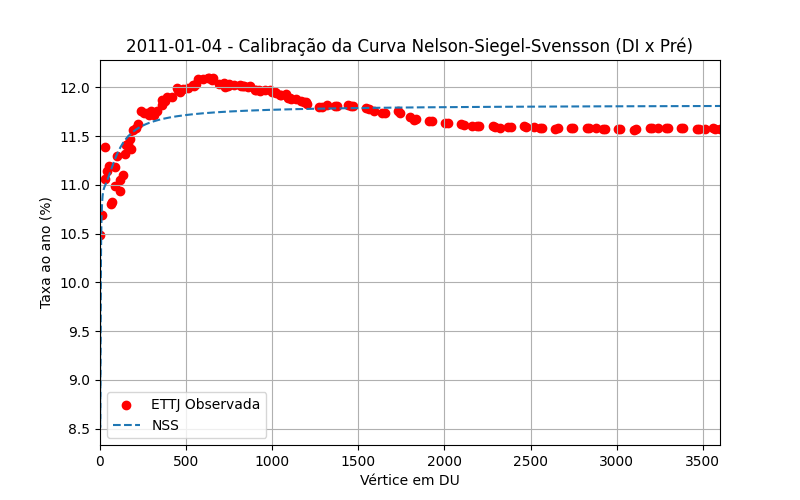 2011-01-04 - Calibração da Curva Nelson-Siegel-Svensson (DI x Pré)
Taxa ao ano (%)
12.0
11.5
11.0
10.5
10.0
9.5
9.0
8.5
ETTJ Observada
NSS
0 500 1000 1500 2000 2500 3000 3500
Vértice em DU